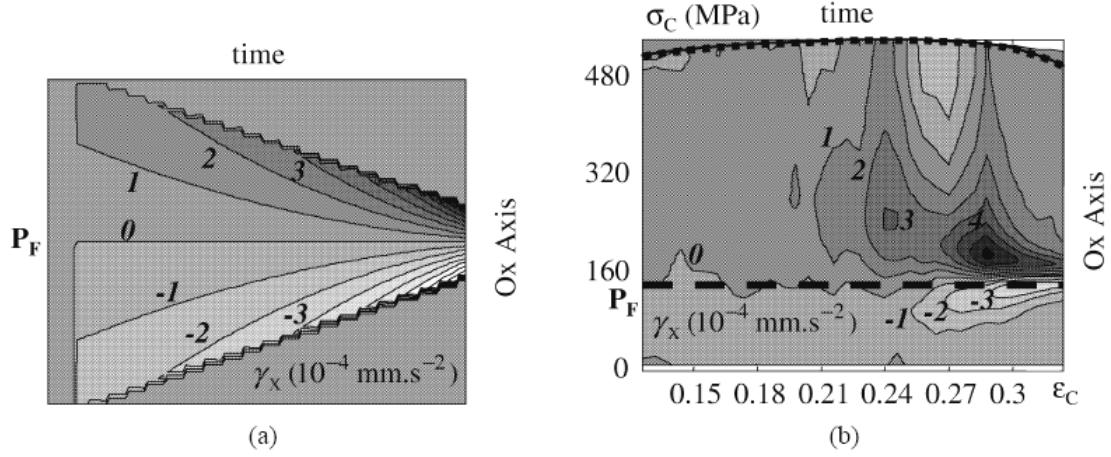 time
1
2
3
0
P_F
-1
-2
-3
γ_X (10⁻⁴ mm.s⁻²)
Ox Axis
(a)
σ_C (MPa) time
480
1
2
320
3
4
0
160
P_F
-1
-2
-3
γ_X (10⁻⁴ mm.s⁻²)
0
0.15 0.18 0.21 0.24 0.27 0.3 ε_C
Ox Axis
(b)